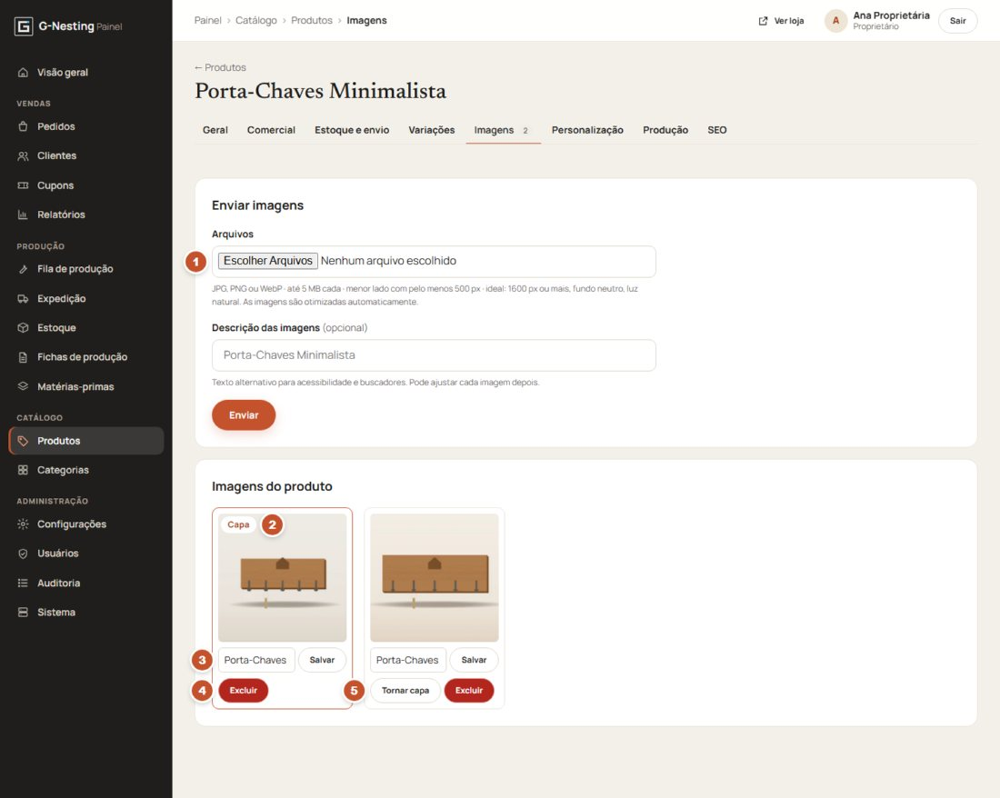 G-Nesting Painel
Painel › Catálogo › Produtos › Imagens
Ver loja
A
Ana Proprietária
Proprietário
Sair
Visão geral
VENDAS
Pedidos
Clientes
Cupons
Relatórios
PRODUÇÃO
Fila de produção
Expedição
Estoque
Fichas de produção
Matérias-primas
CATÁLOGO
Produtos
Categorias
ADMINISTRAÇÃO
Configurações
Usuários
Auditoria
Sistema
← Produtos
Porta-Chaves Minimalista
Geral Comercial Estoque e envio Variações Imagens 2 Personalização Produção SEO
Enviar imagens
Arquivos
1 Escolher Arquivos Nenhum arquivo escolhido
JPG, PNG ou WebP · até 5 MB cada · menor lado com pelo menos 500 px · ideal: 1600 px ou mais, fundo neutro, luz
natural. As imagens são otimizadas automaticamente.
Descrição das imagens (opcional)
Porta-Chaves Minimalista
Texto alternativo para acessibilidade e buscadores. Pode ajustar cada imagem depois.
Enviar
Imagens do produto
Capa 2
3 Porta-Chaves Salvar Porta-Chaves Salvar
4 Excluir 5 Tornar capa Excluir